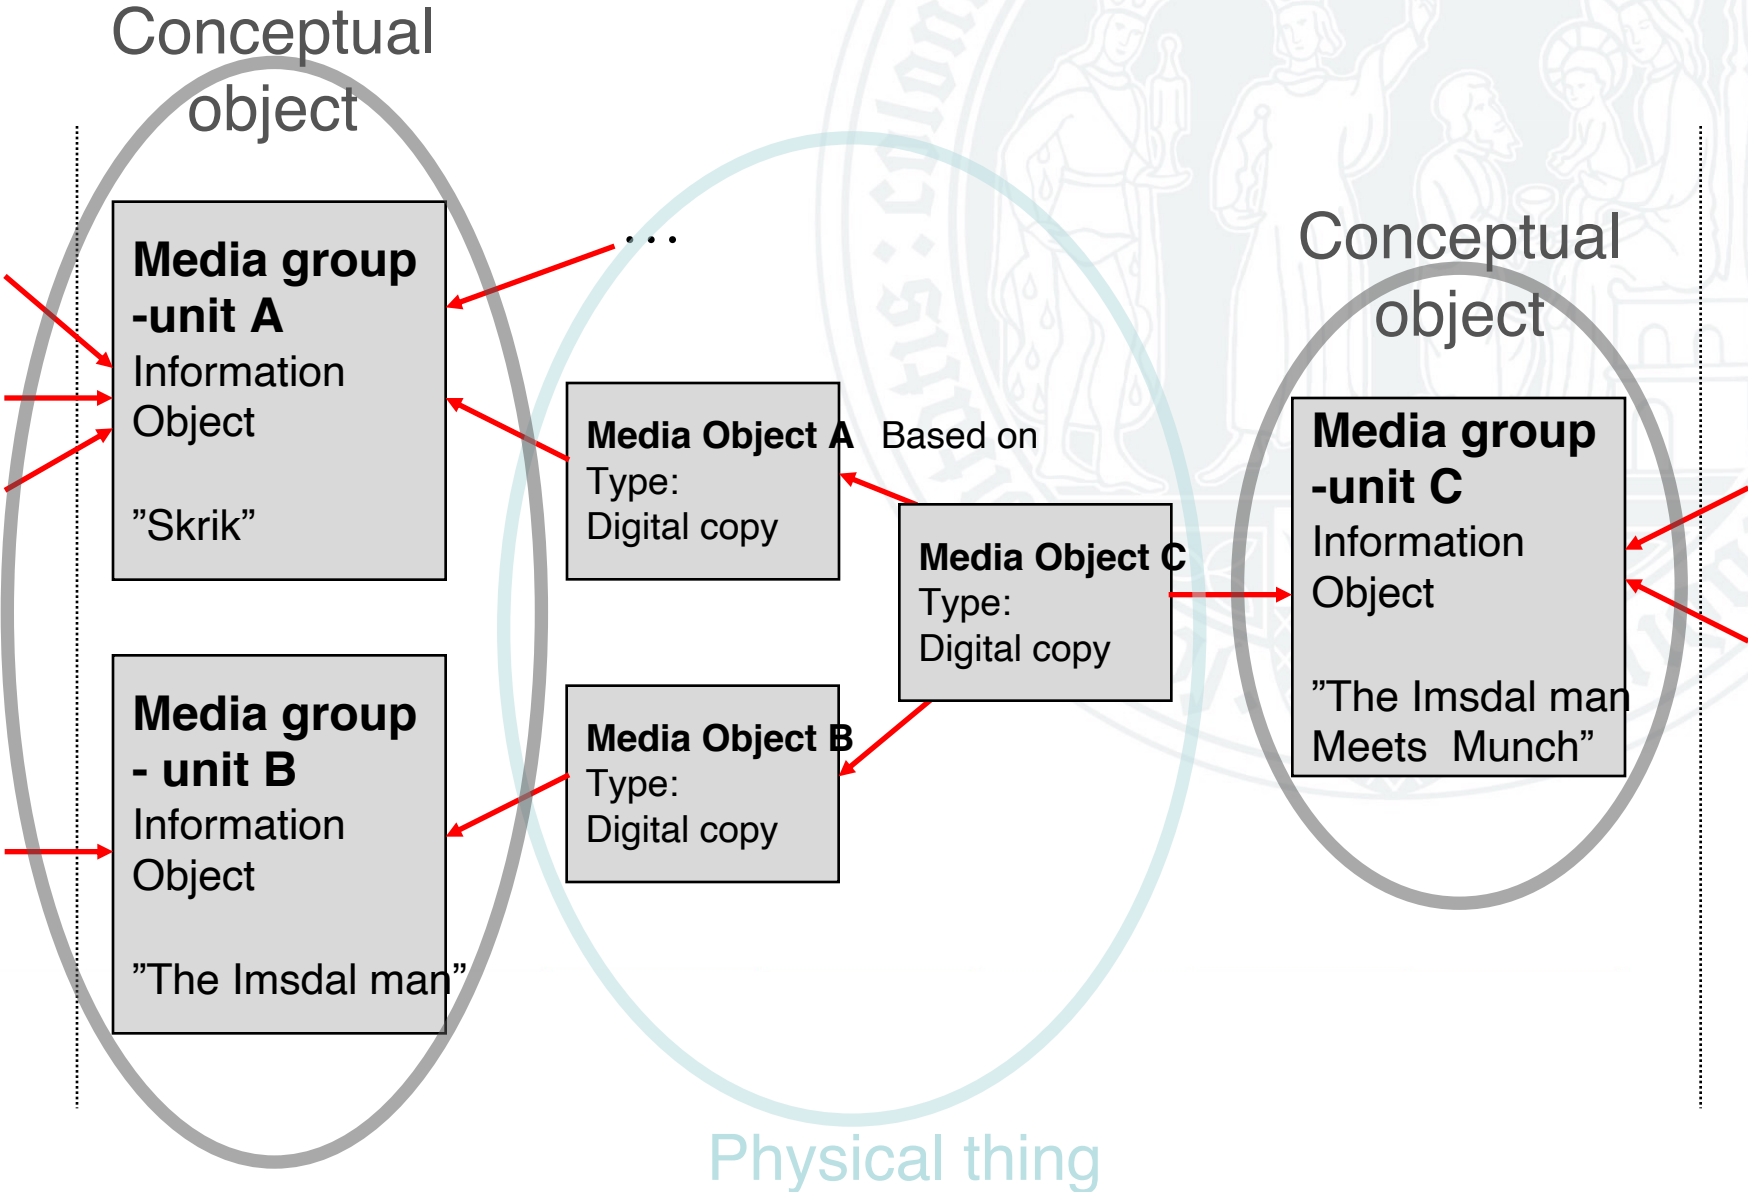 Conceptual
object
Media group
-unit A
Information
Object
”Skrik”
Media group
- unit B
Information
Object
”The Imsdal man”
...
Media Object A
Type:
Digital copy
Based on
Media Object B
Type:
Digital copy
Media Object C
Type:
Digital copy
Physical thing
Conceptual
object
Media group
-unit C
Information
Object
”The Imsdal man
Meets Munch”